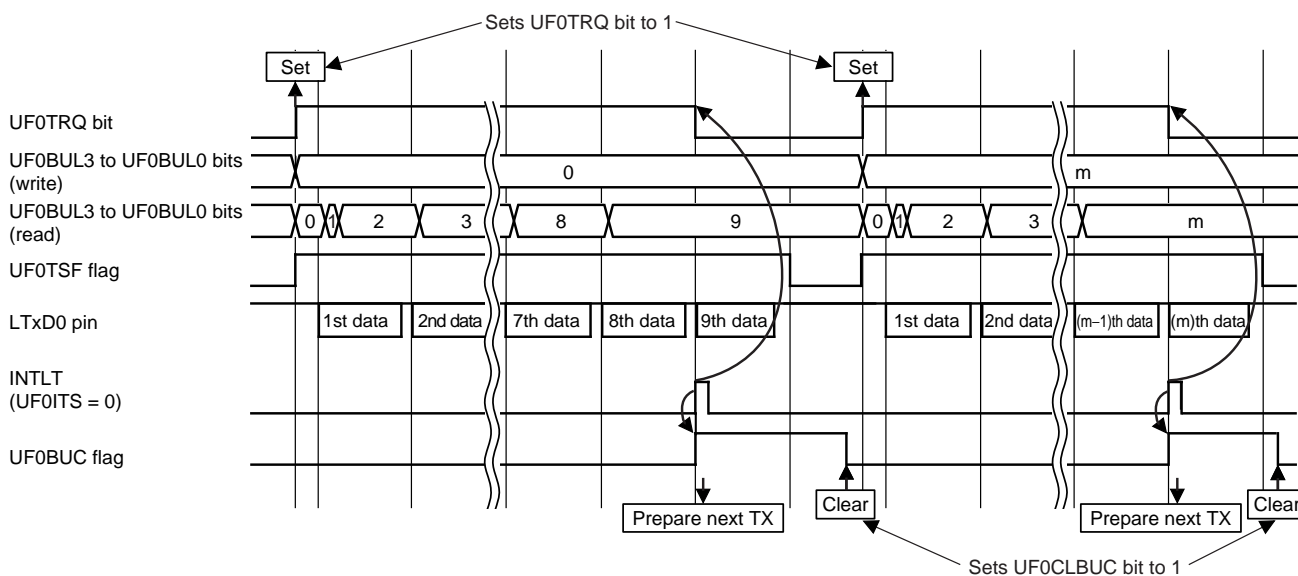 Sets UF0TRQ bit to 1
Set Set
UF0TRQ bit
UF0BUL3 to UF0BUL0 bits
(write)
0 m
UF0BUL3 to UF0BUL0 bits
(read)
0 1 2 3 8 9 0 1 2 3 m
UF0TSF flag
LTxD0 pin
1st data 2nd data 7th data 8th data 9th data 1st data 2nd data (m–1)th data (m)th data
INTLT
(UF0ITS = 0)
UF0BUC flag
Prepare next TX Clear Prepare next TX Clear
Sets UF0CLBUC bit to 1